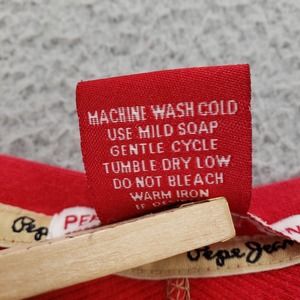 MACHINE WASH COLD
USE MILD SOAP
GENTLE CYCLE
TUMBLE DRY LOW
DO NOT BLEACH
WARM IRON
IF
Pepe
Pepe Jeans